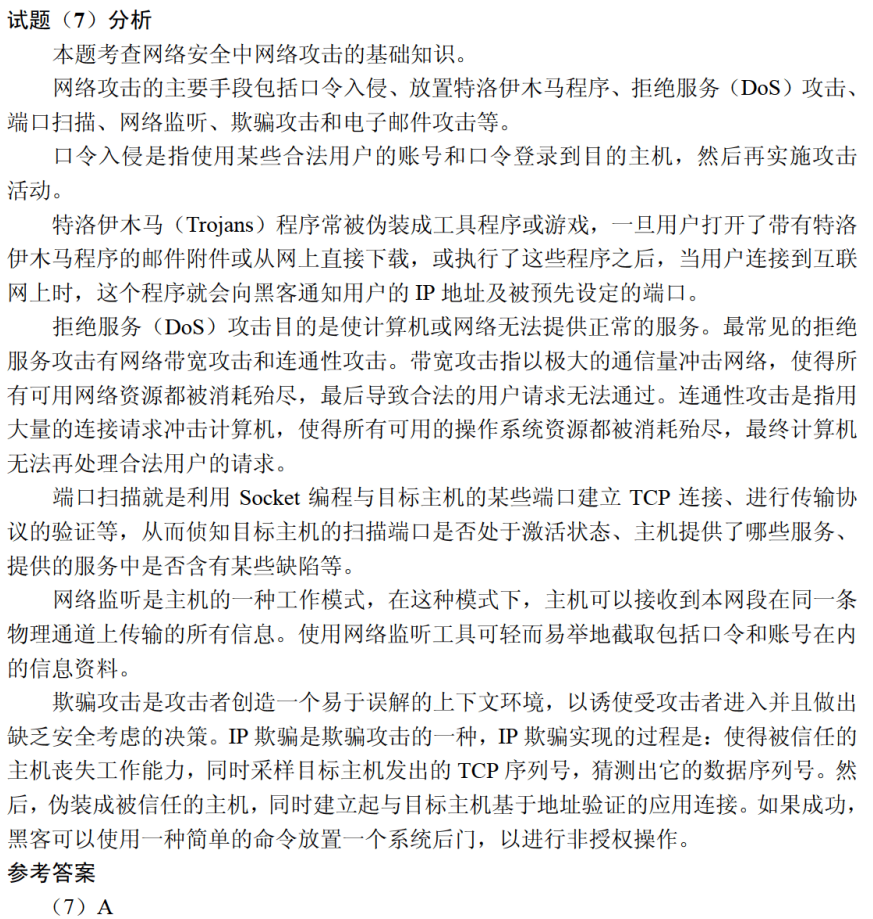 试题（7）分析
本题考查网络安全中网络攻击的基础知识。
网络攻击的主要手段包括口令入侵、放置特洛伊木马程序、拒绝服务（DoS）攻击、
端口扫描、网络监听、欺骗攻击和电子邮件攻击等。
口令入侵是指使用某些合法用户的账号和口令登录到目的主机，然后再实施攻击
活动。
特洛伊木马（Trojans）程序常被伪装成工具程序或游戏，一旦用户打开了带有特洛
伊木马程序的邮件附件或从网上直接下载，或执行了这些程序之后，当用户连接到互联
网上时，这个程序就会向黑客通知用户的 IP 地址及被预先设定的端口。
拒绝服务（DoS）攻击目的是使计算机或网络无法提供正常的服务。最常见的拒绝
服务攻击有网络带宽攻击和连通性攻击。带宽攻击指以极大的通信量冲击网络，使得所
有可用网络资源都被消耗殆尽，最后导致合法的用户请求无法通过。连通性攻击是指用
大量的连接请求冲击计算机，使得所有可用的操作系统资源都被消耗殆尽，最终计算机
无法再处理合法用户的请求。
端口扫描就是利用 Socket 编程与目标主机的某些端口建立 TCP 连接、进行传输协
议的验证等，从而侦知目标主机的扫描端口是否处于激活状态、主机提供了哪些服务、
提供的服务中是否含有某些缺陷等。
网络监听是主机的一种工作模式，在这种模式下，主机可以接收到本网段在同一条
物理通道上传输的所有信息。使用网络监听工具可轻而易举地截取包括口令和账号在内
的信息资料。
欺骗攻击是攻击者创造一个易于误解的上下文环境，以诱使受攻击者进入并且做出
缺乏安全考虑的决策。IP 欺骗是欺骗攻击的一种，IP 欺骗实现的过程是：使得被信任的
主机丧失工作能力，同时采样目标主机发出的 TCP 序列号，猜测出它的数据序列号。然
后，伪装成被信任的主机，同时建立起与目标主机基于地址验证的应用连接。如果成功，
黑客可以使用一种简单的命令放置一个系统后门，以进行非授权操作。
参考答案
（7）A